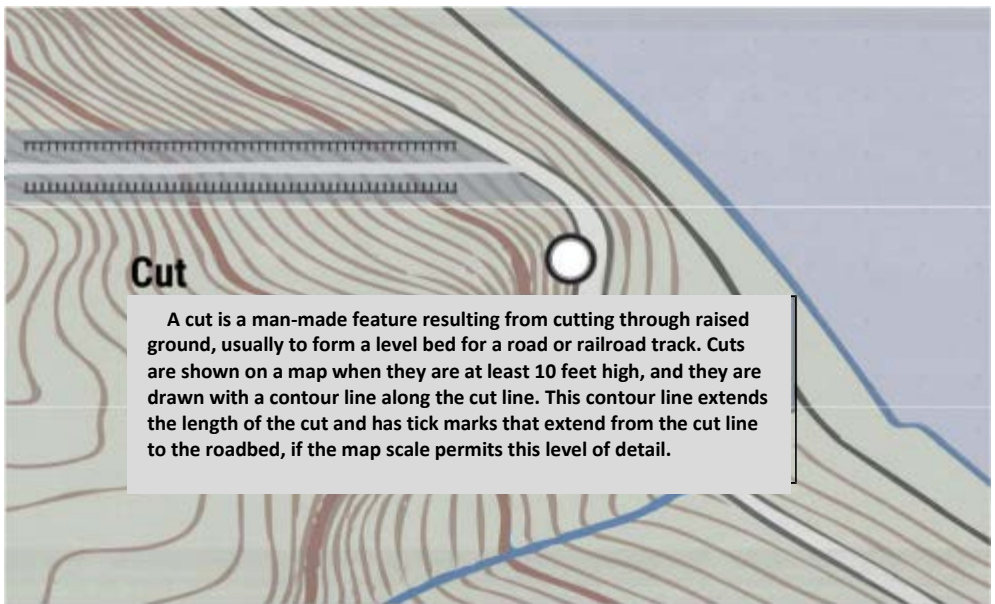 Cut
A cut is a man-made feature resulting from cutting through raised
ground, usually to form a level bed for a road or railroad track. Cuts
are shown on a map when they are at least 10 feet high, and they are
drawn with a contour line along the cut line. This contour line extends
the length of the cut and has tick marks that extend from the cut line
to the roadbed, if the map scale permits this level of detail.